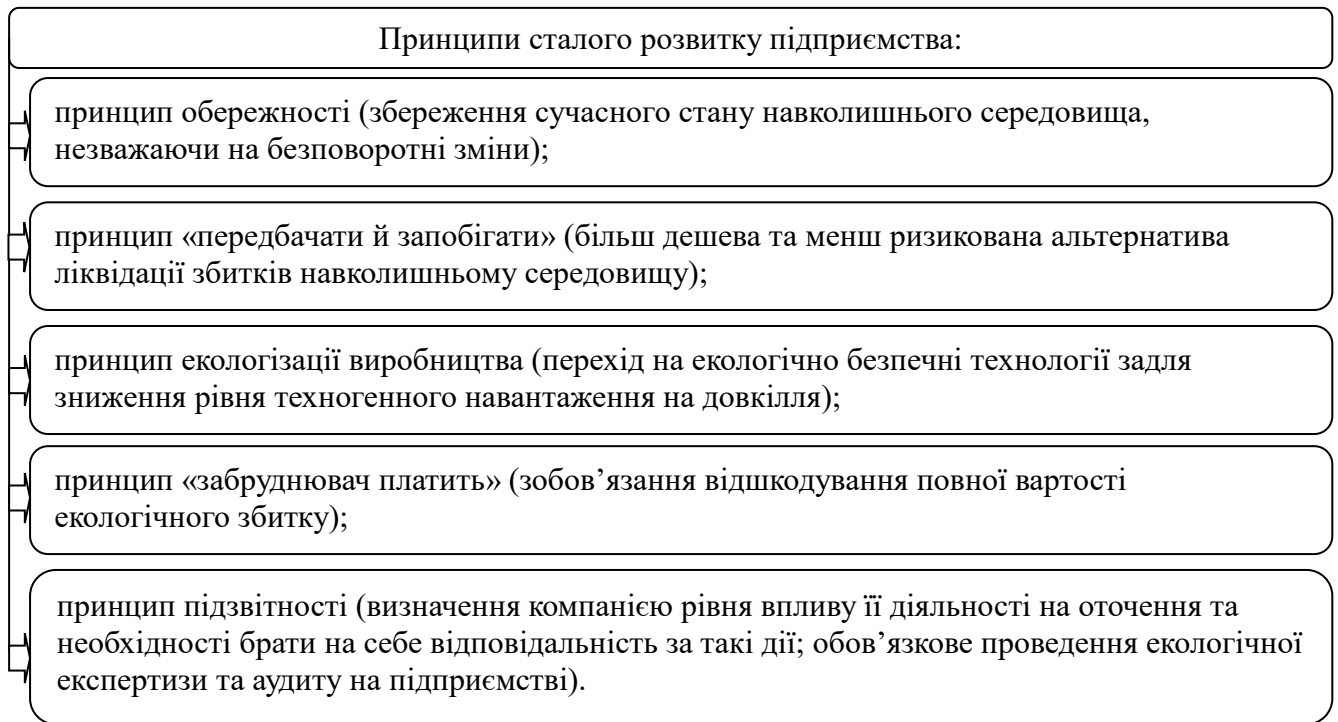 Принципи сталого розвитку підприємства:
принцип обережності (збереження сучасного стану навколишнього середовища,
незважаючи на безповоротні зміни);
принцип «передбачати й запобігати» (більш дешева та менш ризикована альтернатива
ліквідації збитків навколишньому середовищу);
принцип екологізації виробництва (перехід на екологічно безпечні технології задля
зниження рівня техногенного навантаження на довкілля);
принцип «забруднювач платить» (зобов’язання відшкодування повної вартості
екологічного збитку);
принцип підзвітності (визначення компанією рівня впливу її діяльності на оточення та
необхідності брати на себе відповідальність за такі дії; обов’язкове проведення екологічної
експертизи та аудиту на підприємстві).